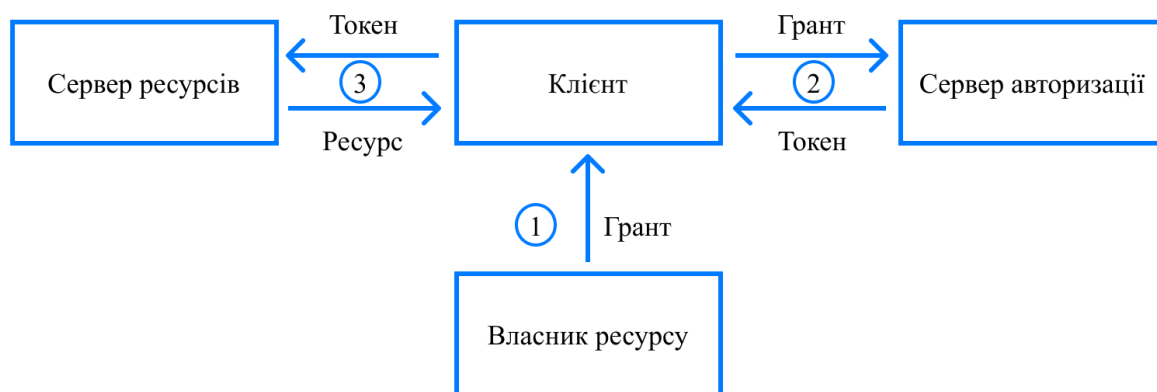 Токен
Грант
Сервер ресурсів
3
Клієнт
2
Сервер авторизації
Ресурс
Токен
1
Грант
Власник ресурсу